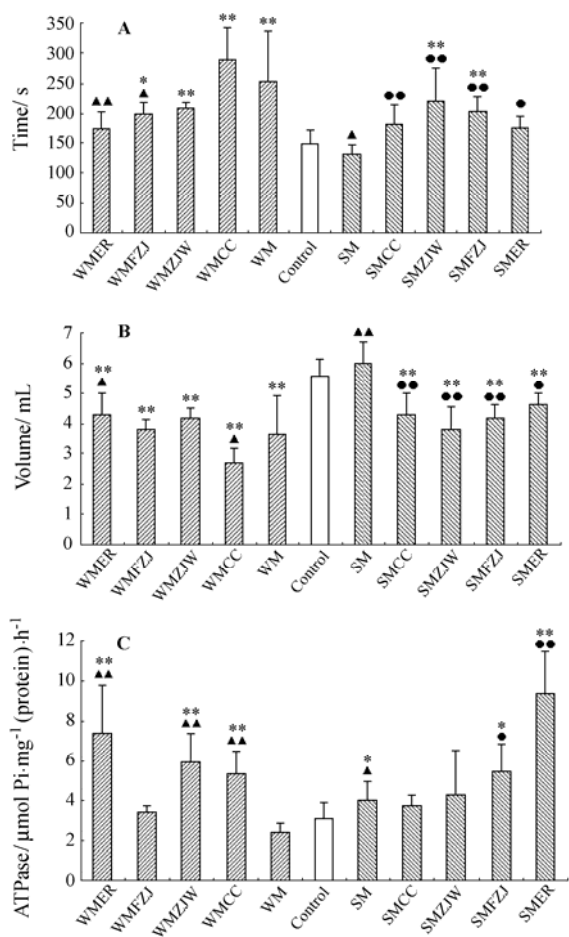 A
Time/ s
350
300
250
200
150
100
50
0
▲▲
*
▲
**
**
**
▲
●●
**
●●
**
●●
●
WMER
WMFZJ
WMZJW
WMCC
WM
Control
SM
SMCC
SMZJW
SMFZJ
SMER
B
Volume/ mL
7
6
5
4
3
2
1
0
**
▲
**
**
**
▲
**
▲▲
**
●●
**
●●
**
●●
**
●
WMER
WMFZJ
WMZJW
WMCC
WM
Control
SM
SMCC
SMZJW
SMFZJ
SMER
C
ATPase/ μmol Pi·mg⁻¹ (protein)·h⁻¹
12
10
8
6
4
2
0
**
▲▲
**
▲▲
**
▲▲
*
▲
*
●
**
●●
WMER
WMFZJ
WMZJW
WMCC
WM
Control
SM
SMCC
SMZJW
SMFZJ
SMER